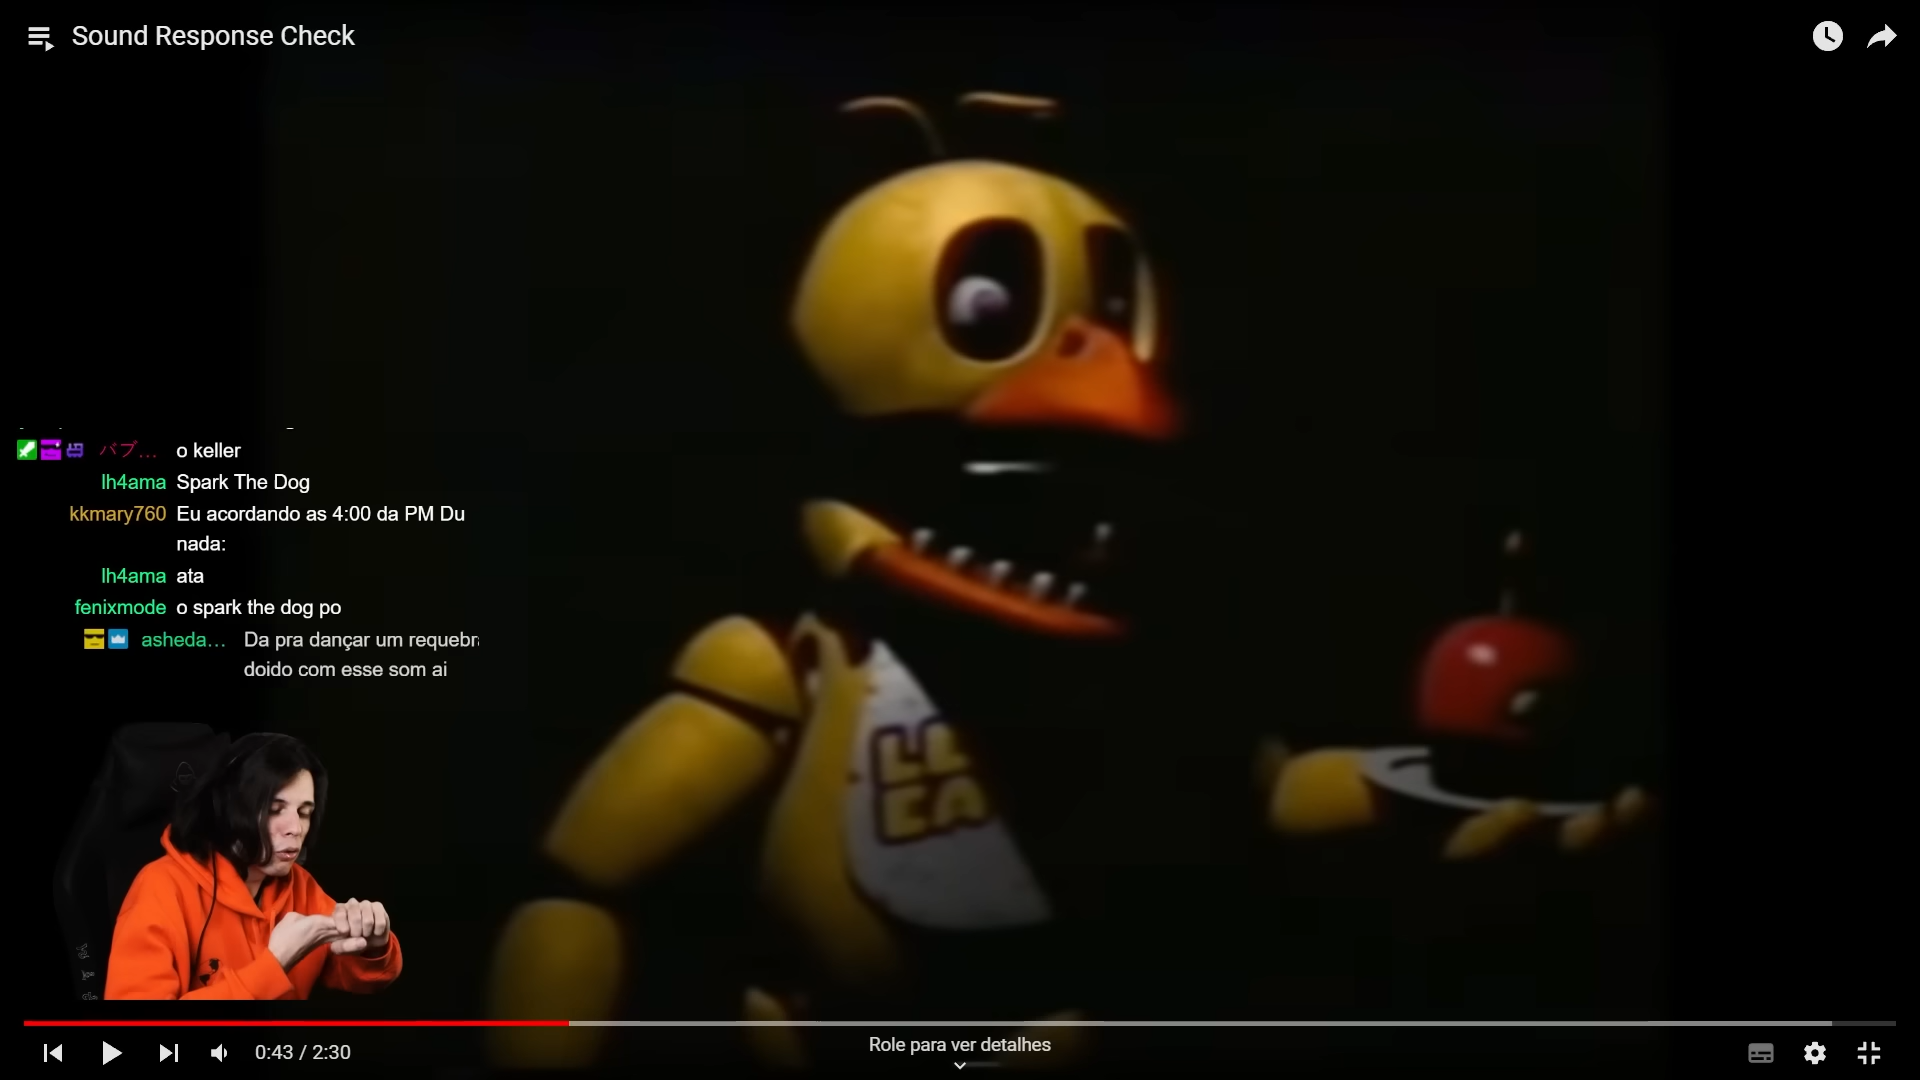 Sound Response Check
バブ… o keller
lh4ama Spark The Dog
kkmary760 Eu acordando as 4:00 da PM Du
nada:
lh4ama ata
fenixmode o spark the dog po
asheda… Da pra dançar um requebr
doido com esse som ai
LL
EA
0:43 / 2:30
Role para ver detalhes